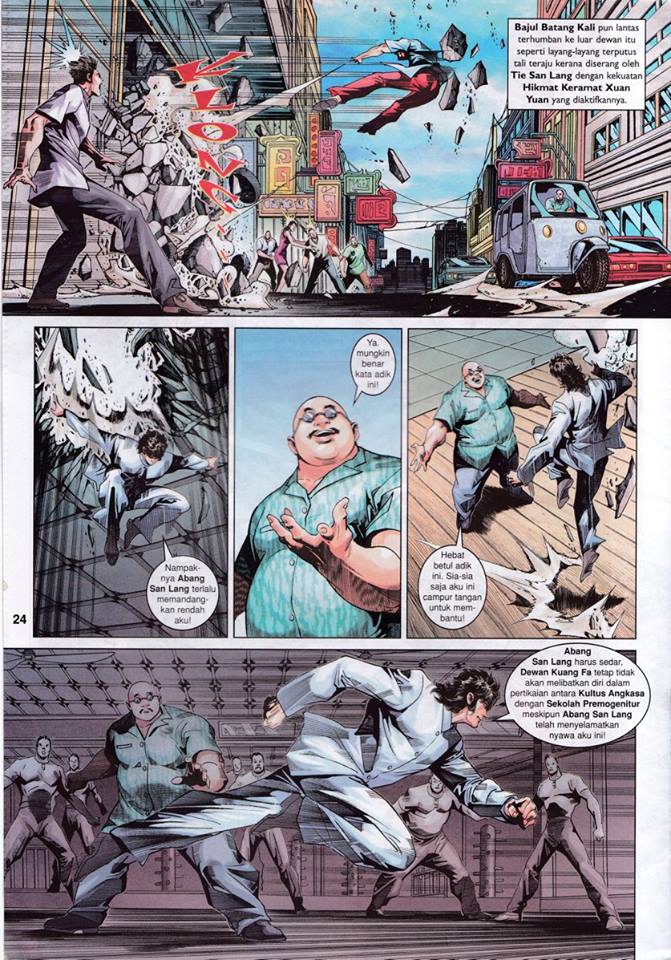 Bajul Batang Kali pun lantas
terhumban ke luar dewan itu
seperti layang-layang terputus
tali teraju kerana diserang oleh
Tie San Lang dengan kekuatan
Hikmat Keramat Xuan
Yuan yang diaktifkannya.
KLONG
Nampak-
nya Abang
San Lang terlalu
memandang-
kan rendah
aku!
Ya,
mungkin
benar
kata adik
ini!
Hebat
betul adik
ini. Sia-sia
saja aku ini
campur tangan
untuk mem-
bantu!
24
Abang
San Lang harus sedar,
Dewan Kuang Fa tetap tidak
akan melibatkan diri dalam
pertikaian antara Kultus Angkasa
dengan Sekolah Premogenitur
meskipun Abang San Lang
telah menyelamatkan
nyawa aku ini!